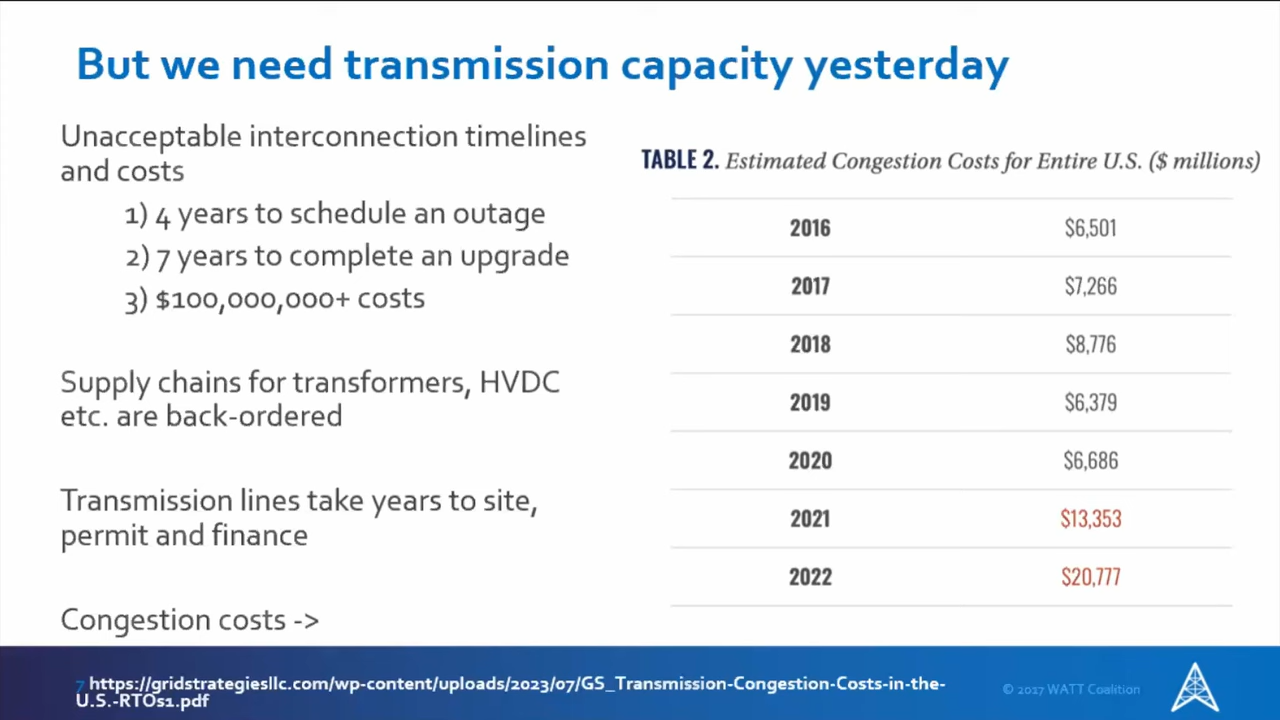 But we need transmission capacity yesterday
Unacceptable interconnection timelines
and costs
1) 4 years to schedule an outage
2) 7 years to complete an upgrade
3) $100,000,000+ costs
Supply chains for transformers, HVDC
etc. are back-ordered
Transmission lines take years to site,
permit and finance
Congestion costs ->
TABLE 2. Estimated Congestion Costs for Entire U.S. ($ millions)
2016 $6,501
2017 $7,266
2018 $8,776
2019 $6,379
2020 $6,686
2021 $13,353
2022 $20,777
7 https://gridstrategiesllc.com/wp-content/uploads/2023/07/GS_Transmission-Congestion-Costs-in-the-
U.S.-RTOs1.pdf
© 2017 WATT Coalition